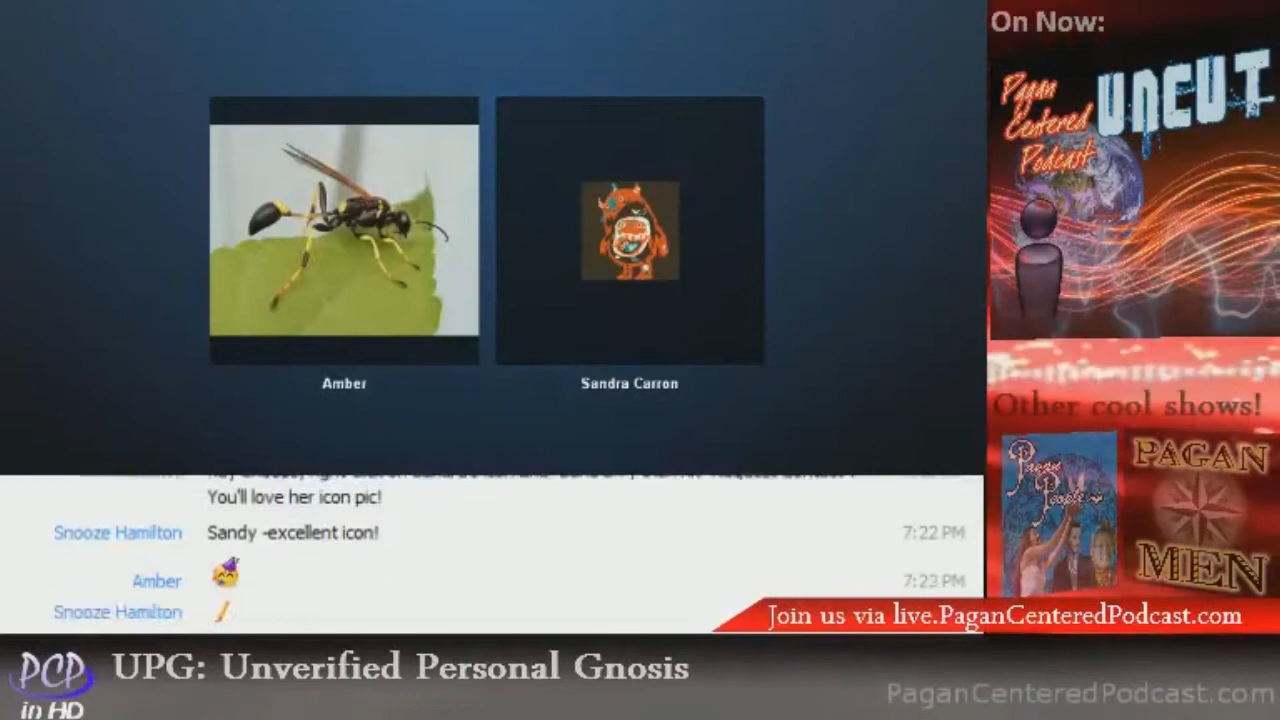 On Now:
Pagan
Centered
Podcast
UNCUT
Amber
Sandra Carron
You'll love her icon pic!
Snooze Hamilton
Sandy -excellent icon!
7:22 PM
Amber
7:23 PM
Snooze Hamilton
Other cool shows!
Pagan
People
PAGAN
MEN
Join us via live.PaganCenteredPodcast.com
PCP
in HD
UPG: Unverified Personal Gnosis
PaganCenteredPodcast.com